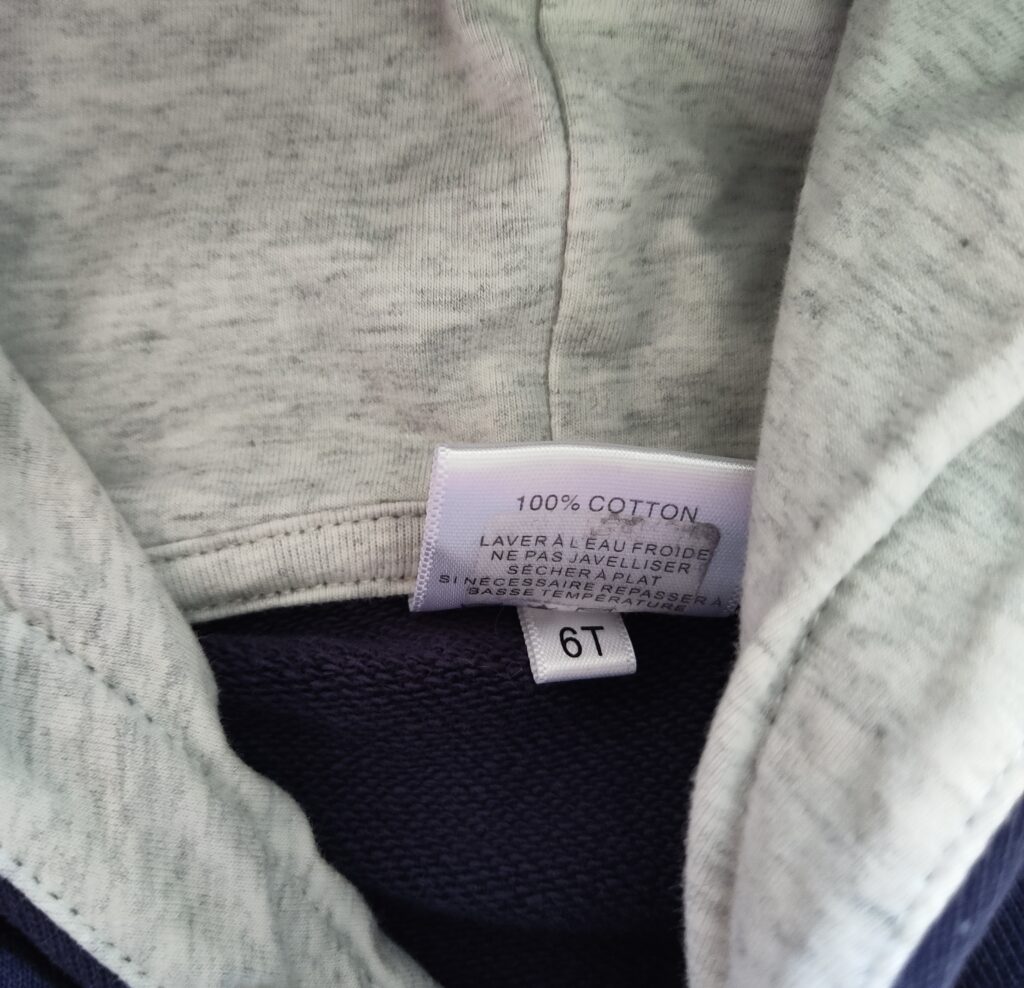 100% COTTON
LAVER À L'EAU FROIDE
NE PAS JAVELLISER
SÉCHER À PLAT
SI NÉCESSAIRE REPASSER À
BASSE TEMPÉRATURE
6T